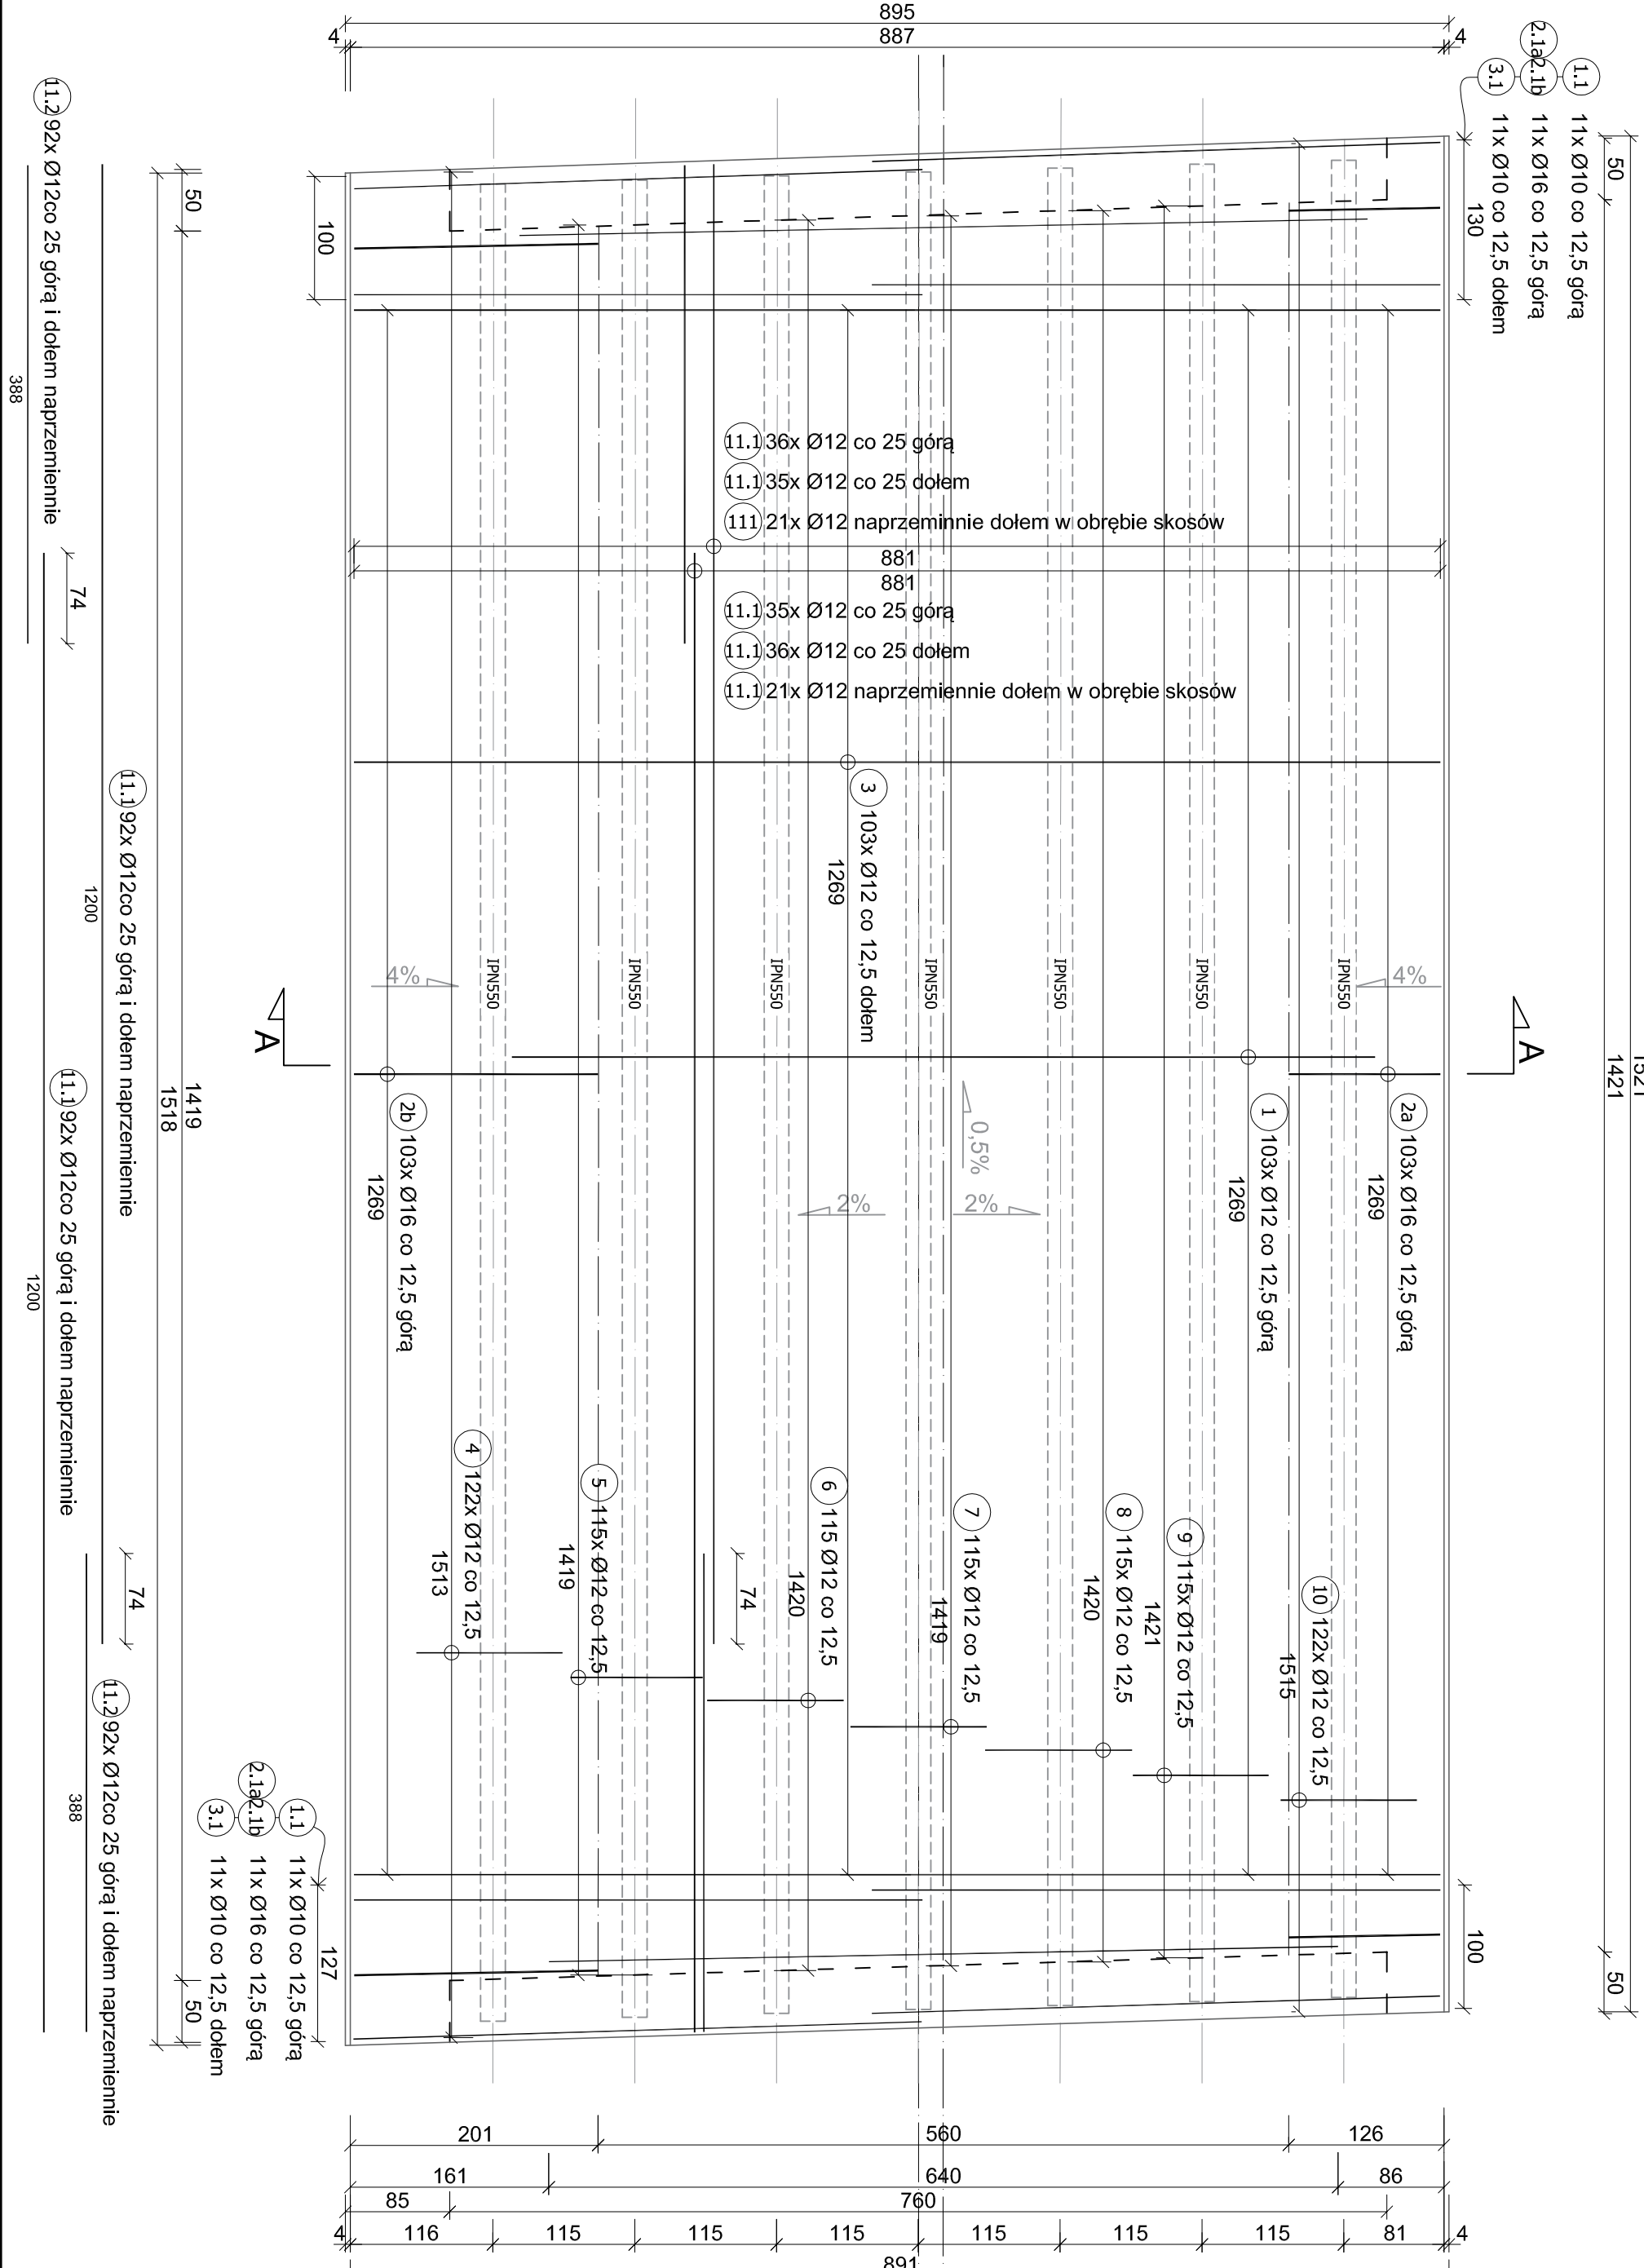 895
887
4
4
2.1a 2.1b 1.1
3.1
11x Ø10 co 12,5 górą
11x Ø16 co 12,5 górą
11x Ø10 co 12,5 dołem
130
50
1421
1421
50
100
50
100
11.2 92x Ø12co 25 górą i dołem naprzemiennie
388
74
11.1 36x Ø12 co 25 górą
11.1 35x Ø12 co 25 dołem
111 21x Ø12 naprzeminnie dołem w obrębie skosów
881
881
11.1 35x Ø12 co 25 górą
11.1 36x Ø12 co 25 dołem
11.1 21x Ø12 naprzemiennie dołem w obrębie skosów
3 103x Ø12 co 12,5 dołem
1269
11.1 92x Ø12co 25 górą i dołem naprzemiennie
1200
IPN550
IPN550
IPN550
IPN550
IPN550
IPN550
IPN550
4%
4%
A
A
0,5%
2%
2%
2b 103x Ø16 co 12,5 górą
1269
1 103x Ø12 co 12,5 górą
1269
2a 103x Ø16 co 12,5 górą
1269
1419
1518
11.1 92x Ø12co 25 górą i dołem naprzemiennie
1200
4 122x Ø12 co 12,5
1513
5 115x Ø12 co 12,5
1419
6 115 Ø12 co 12,5
1420
7 115x Ø12 co 12,5
1419
8 115x Ø12 co 12,5
1420
9 115x Ø12 co 12,5
1421
10 122x Ø12 co 12,5
1515
74
74
11.2 92x Ø12co 25 górą i dołem naprzemiennie
388
2.1a 2.1b 1.1
3.1
11x Ø10 co 12,5 górą
11x Ø16 co 12,5 górą
11x Ø10 co 12,5 dołem
127
50
201 560 126
161 640 86
85 760
4 116 115 115 115 115 115 115 81 4
891